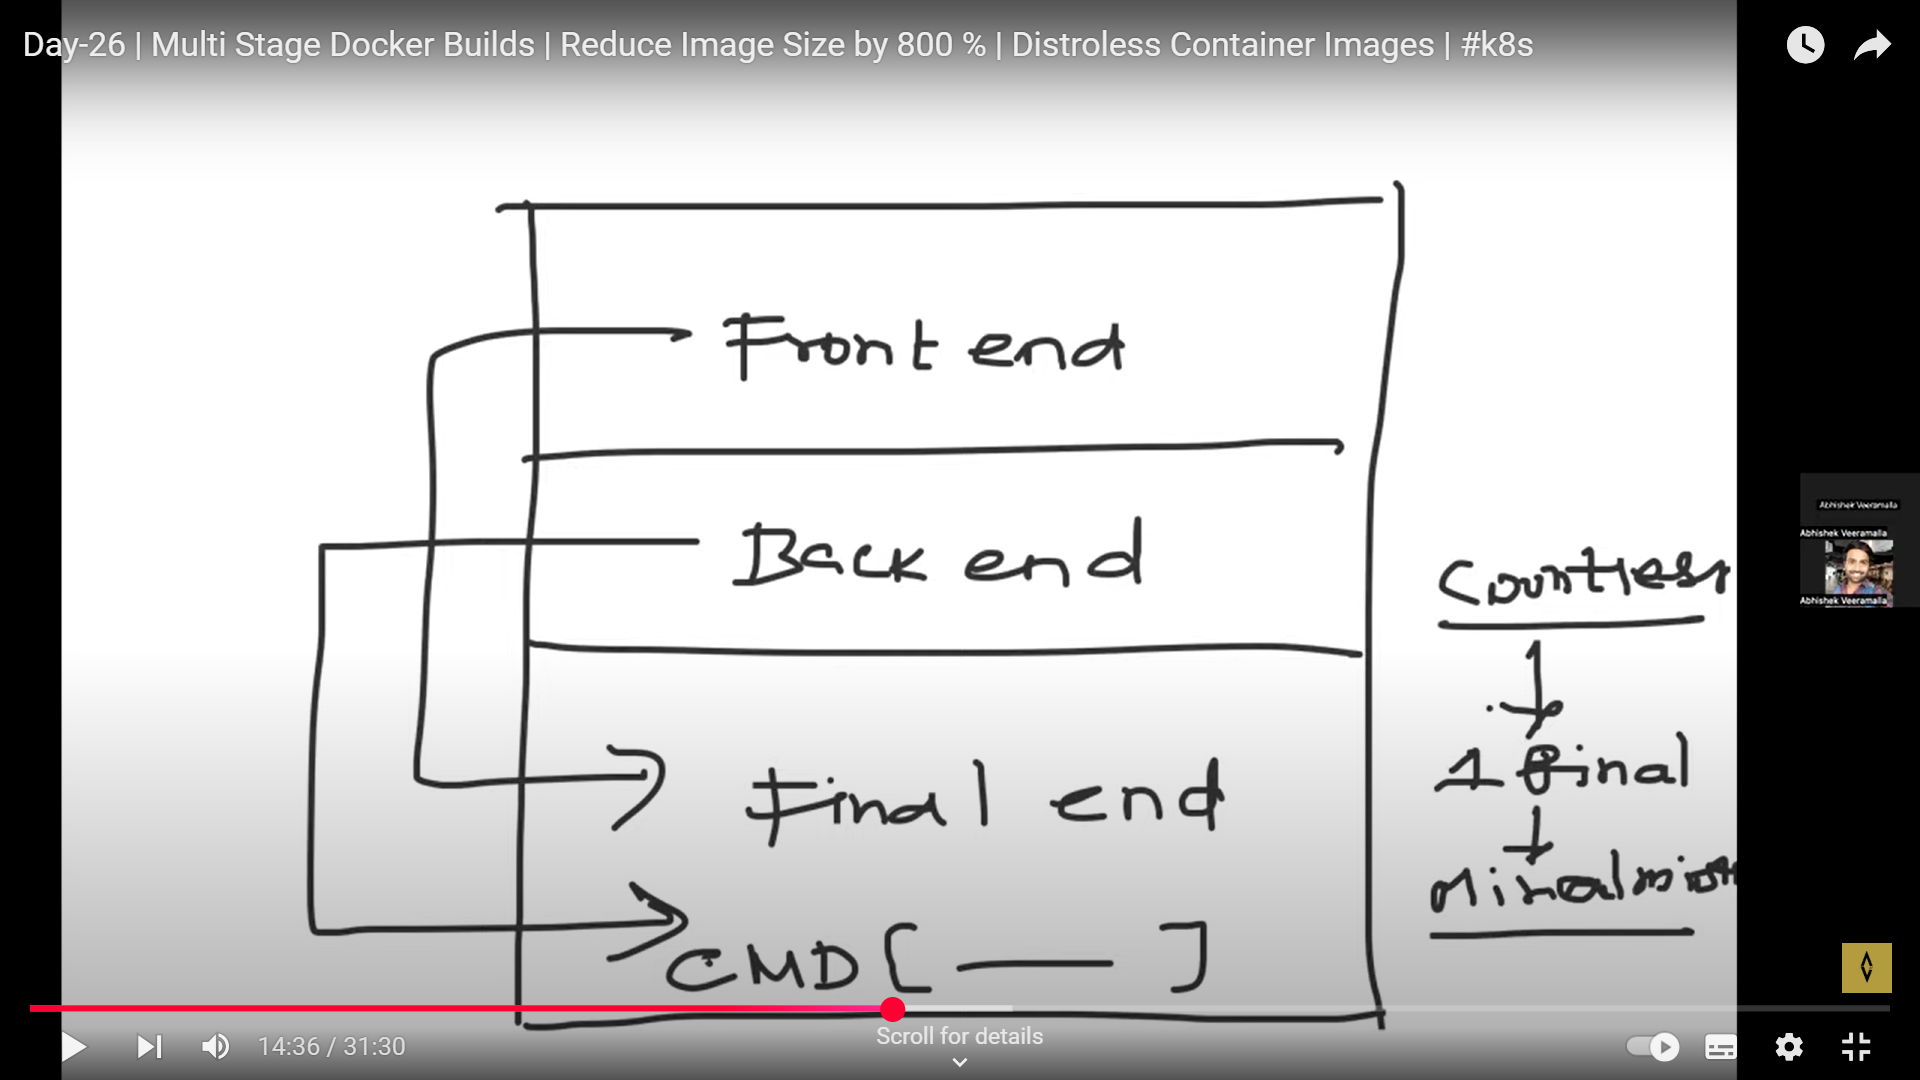 Day-26 | Multi Stage Docker Builds | Reduce Image Size by 800 % | Distroless Container Images | #k8s
Front end
Back end
Final end
CMD [ — ]
Countless
1 final
Abhishek Veeramalla
Abhishek Veeramalla
Abhishek Veeramalla
14:36 / 31:30
Scroll for details